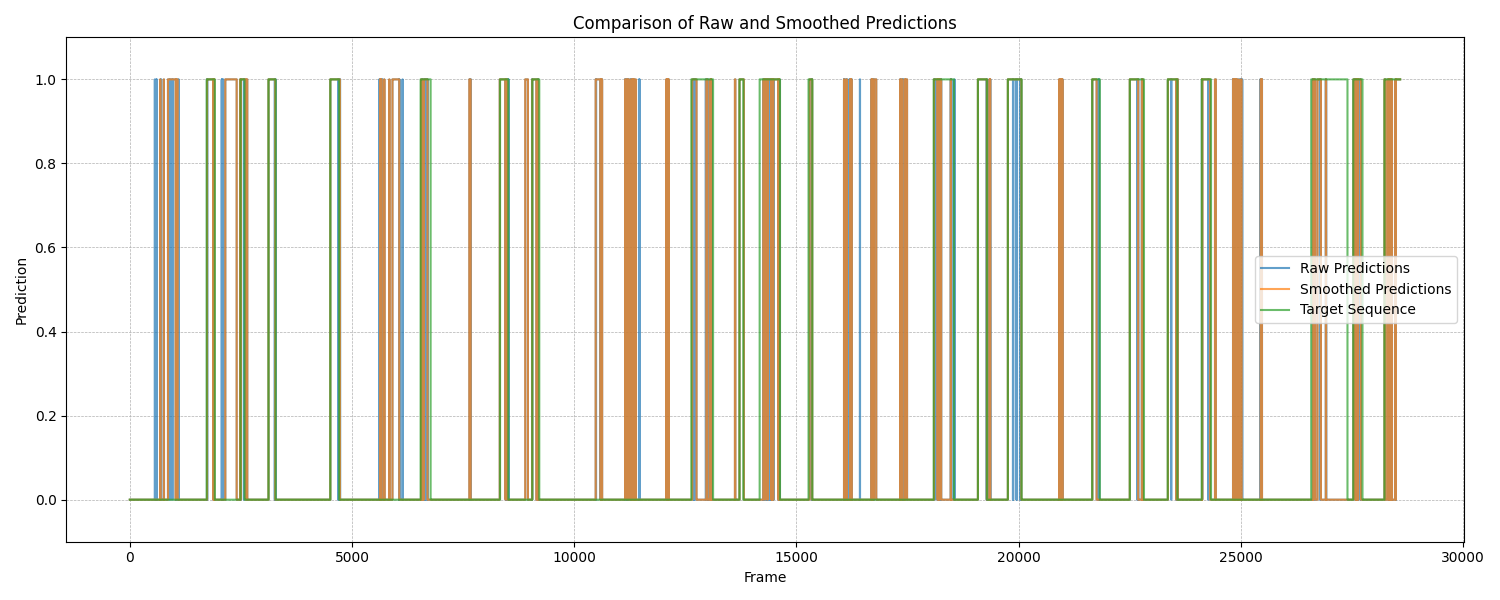 Comparison of Raw and Smoothed Predictions
Prediction
1.0
0.8
0.6
0.4
0.2
0.0
Raw Predictions
Smoothed Predictions
Target Sequence
0 5000 10000 15000 20000 25000 30000
Frame